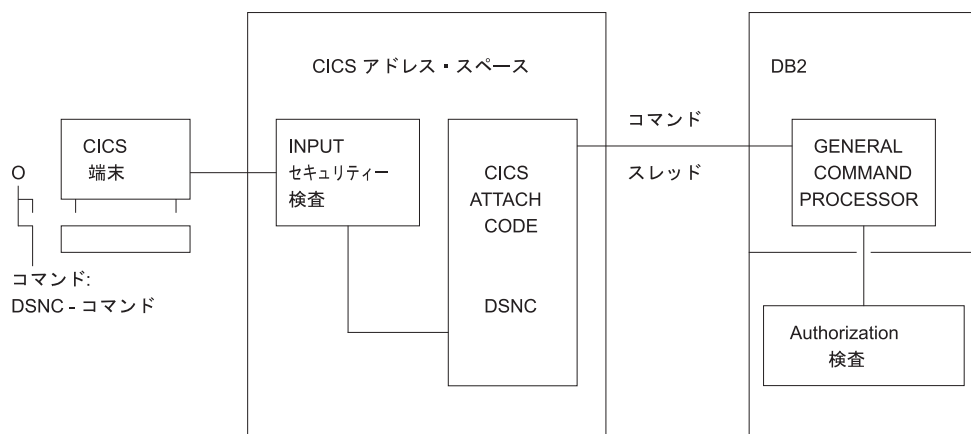 CICS アドレス・スペース
DB2
CICS
端末
O
コマンド:
DSNC - コマンド
INPUT
セキュリティー
検査
CICS
ATTACH
CODE
DSNC
コマンド
スレッド
GENERAL
COMMAND
PROCESSOR
Authorization
検査